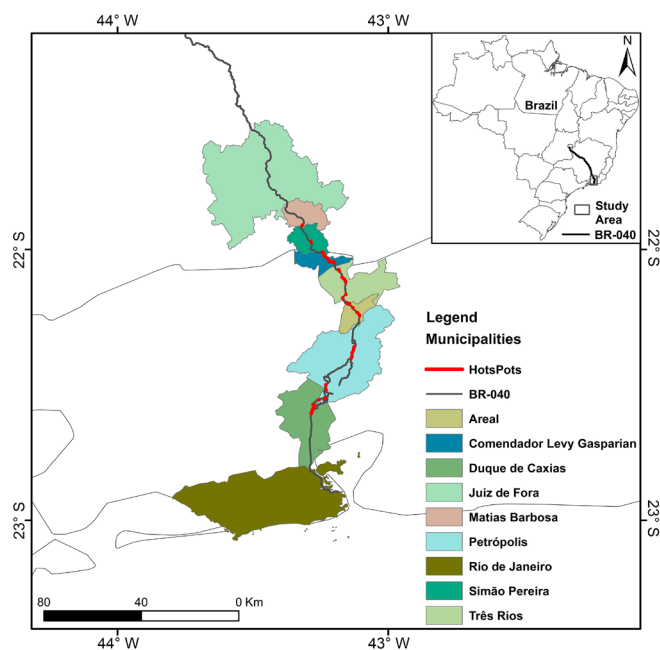 44° W
43° W
N
Brazil
Study
Area
BR-040
22° S
22° S
Legend
Municipalities
HotsPots
BR-040
Areal
Comendador Levy Gasparian
Duque de Caxias
Juiz de Fora
Matias Barbosa
Petrópolis
Rio de Janeiro
Simão Pereira
Três Rios
23° S
23° S
80
40
0 Km
44° W
43° W